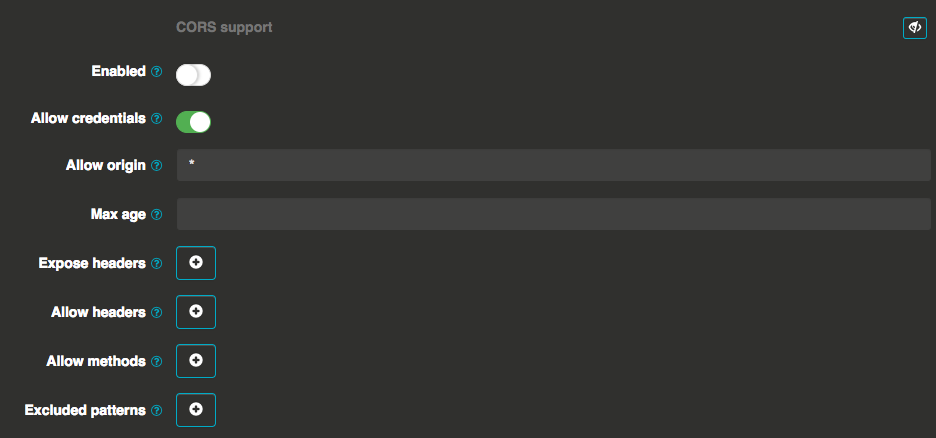 CORS support
Enabled ?
Allow credentials ?
Allow origin ? *
Max age ?
Expose headers ?
Allow headers ?
Allow methods ?
Excluded patterns ?